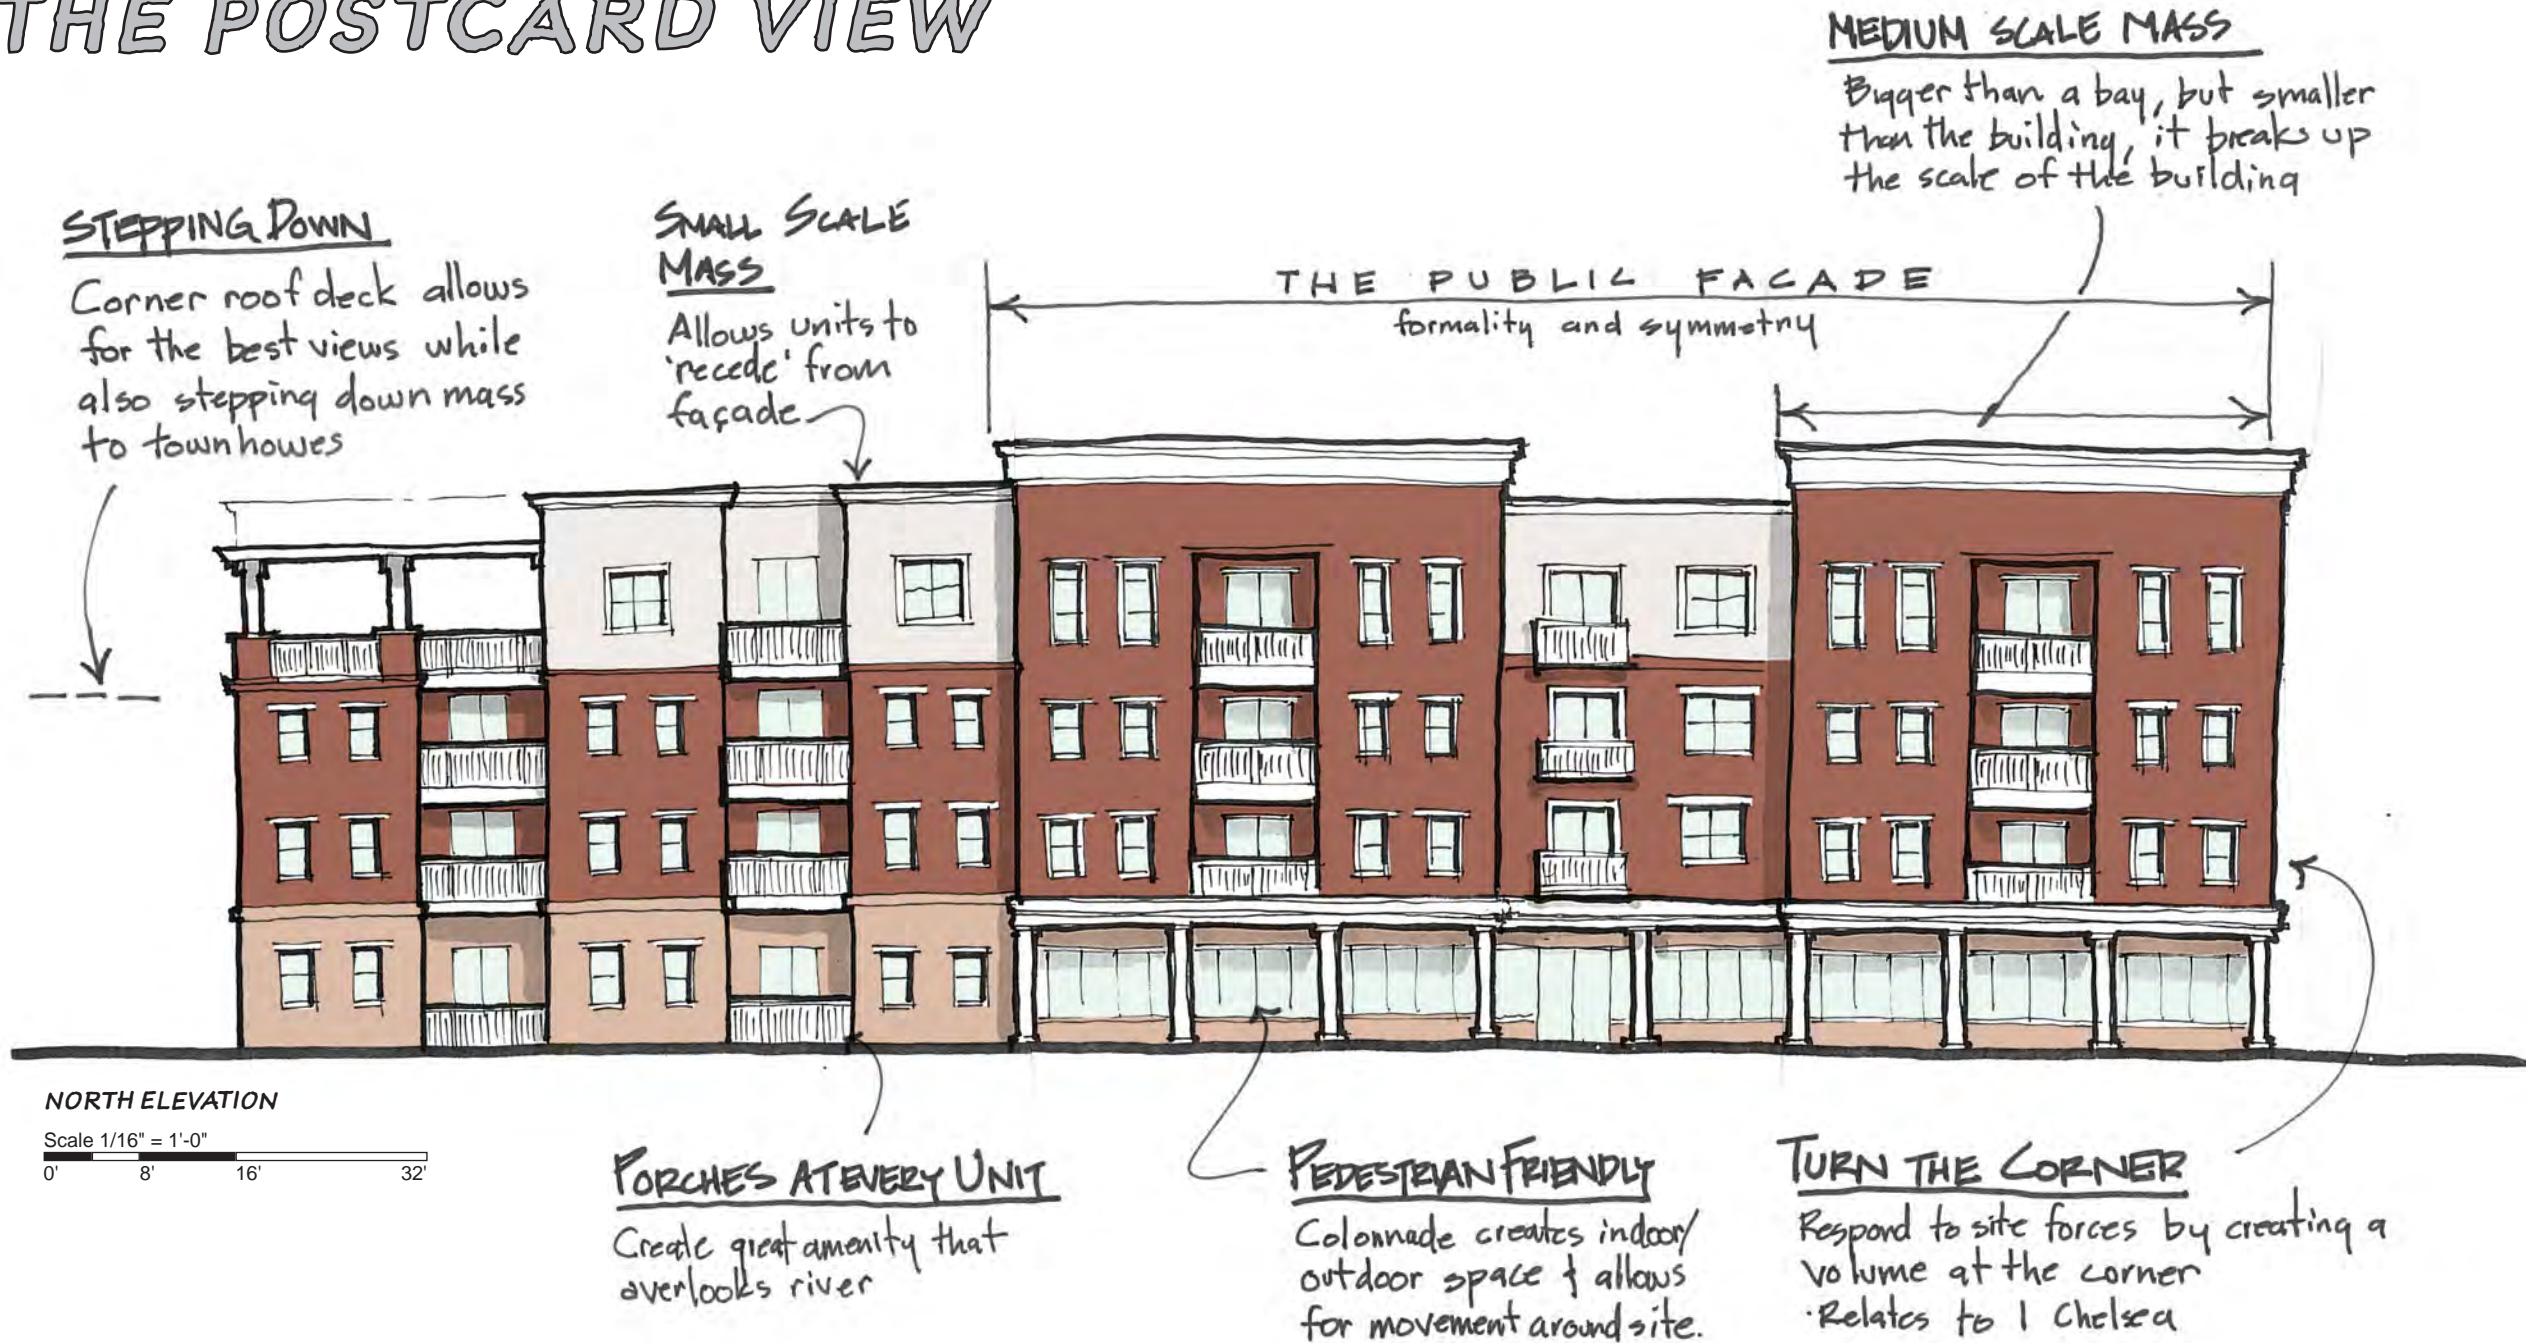 THE POSTCARD VIEW
MEDIUM SCALE MASS
Bigger than a bay, but smaller
than the building, it breaks up
the scale of the building
STEPPING DOWN
Corner roof deck allows
for the best views while
also stepping down mass
to townhowes
SMALL SCALE
MASS
Allows units to
'recede' from
façade
THE PUBLIC FACADE
formality and symmetry
NORTH ELEVATION
Scale 1/16" = 1'-0"
0' 8' 16' 32'
PORCHES AT EVERY UNIT
Create great amenity that
overlooks river
PEDESTRIAN FRIENDLY
Colonnade creates indoor/
outdoor space & allows
for movement around site.
TURN THE CORNER
Respond to site forces by creating a
volume at the corner
·Relates to 1 Chelsea